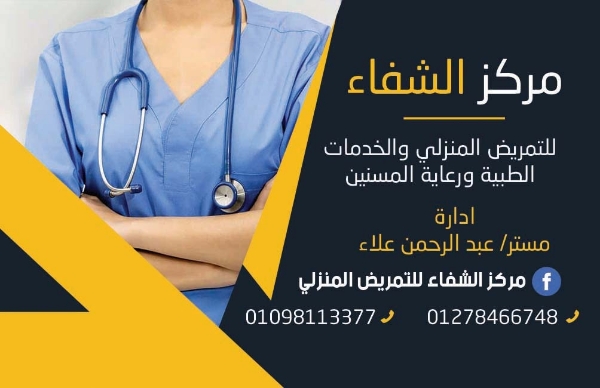 مركز الشفاء
للتمريض المنزلي والخدمات
الطبية ورعاية المسنين
ادارة
مستر/ عبد الرحمن علاء
مركز الشفاء للتمريض المنزلي
01098113377 01278466748